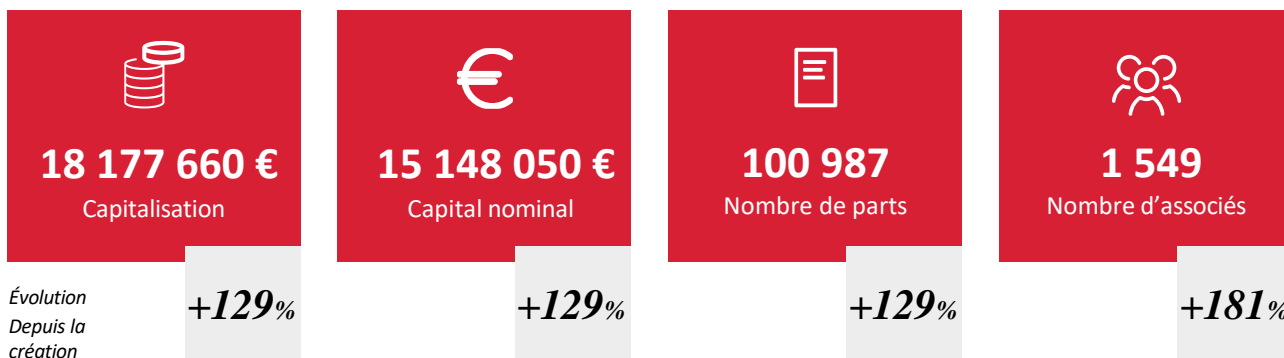 18 177 660 €
Capitalisation
15 148 050 €
Capital nominal
100 987
Nombre de parts
1 549
Nombre d’associés
Évolution
Depuis la
création
+129%
+129%
+129%
+181%